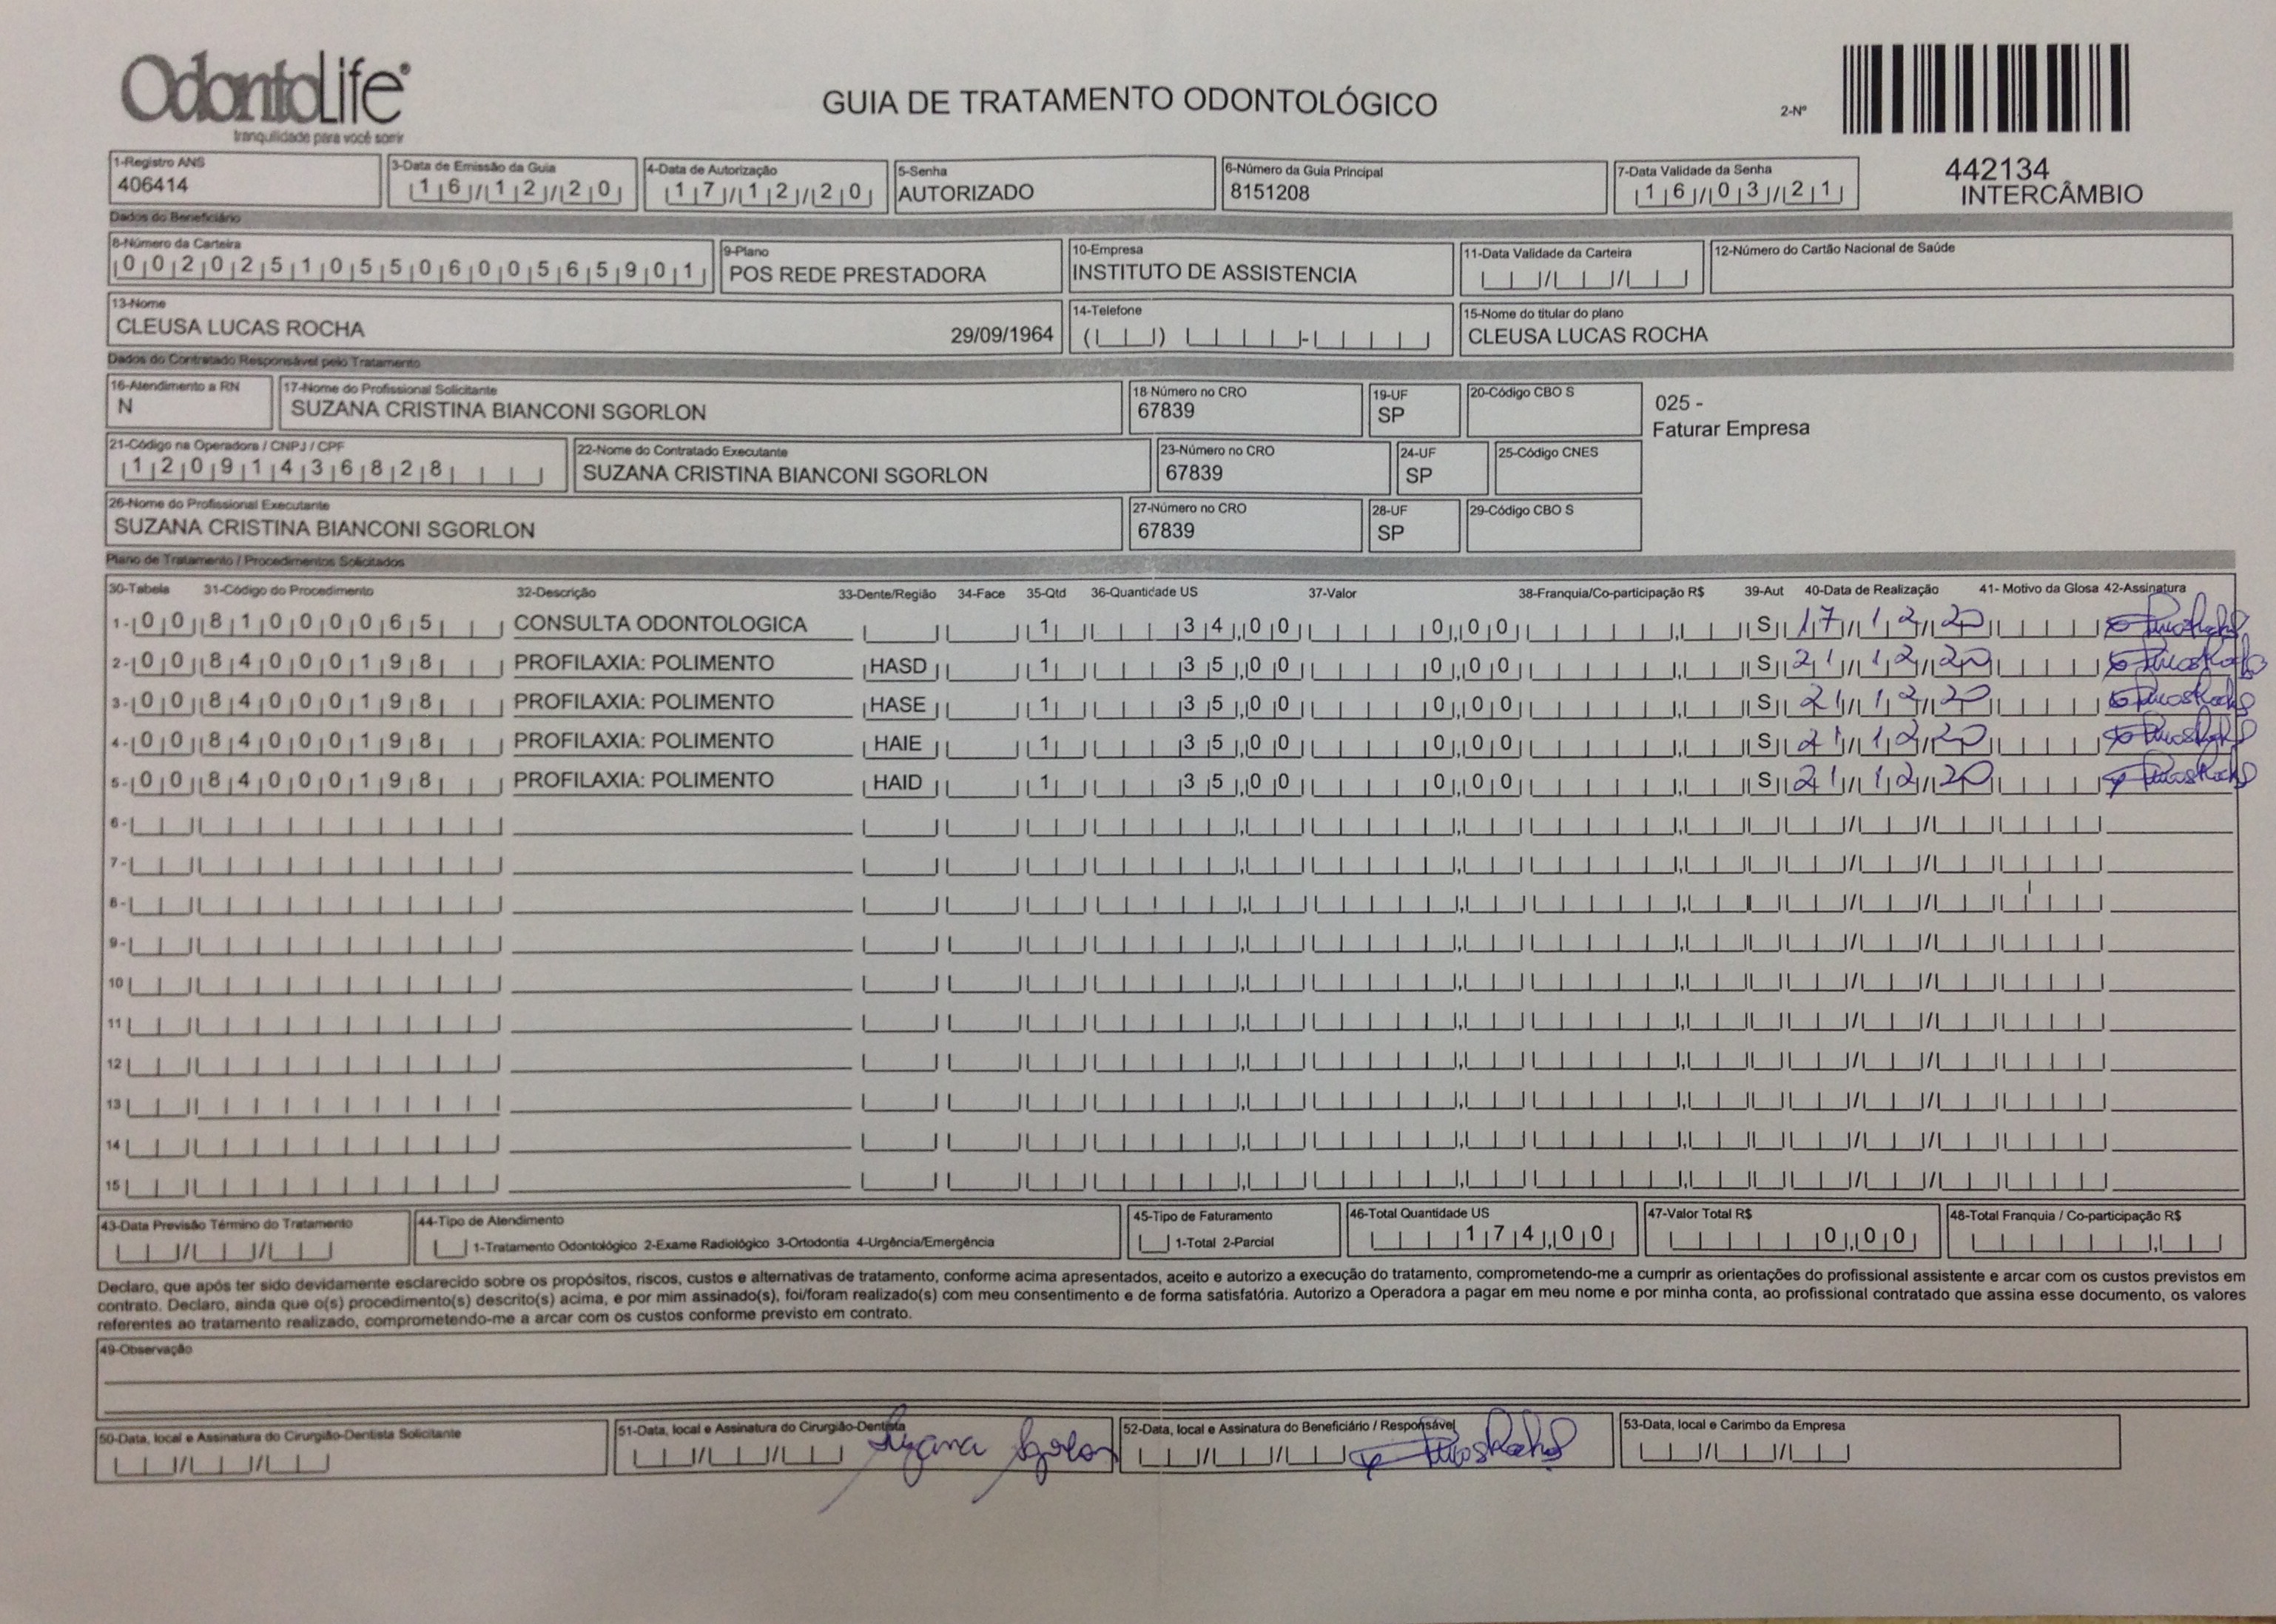 OdontoLife®
tranquilidade para você sorrir
GUIA DE TRATAMENTO ODONTOLÓGICO
2-Nº
442134
INTERCÂMBIO
1-Registro ANS
406414
3-Data de Emissão da Guia
16/12/20
4-Data de Autorização
17/12/20
5-Senha
AUTORIZADO
6-Número da Guia Principal
8151208
7-Data Validade da Senha
16/03/21
Dados do Beneficiário
8-Número da Carteira
00202510550600565901
9-Plano
POS REDE PRESTADORA
10-Empresa
INSTITUTO DE ASSISTENCIA
11-Data Validade da Carteira
12-Número do Cartão Nacional de Saúde
13-Nome
CLEUSA LUCAS ROCHA 29/09/1964
14-Telefone
15-Nome do titular do plano
CLEUSA LUCAS ROCHA
Dados do Contratado Responsável pelo Tratamento
16-Atendimento a RN
N
17-Nome do Profissional Solicitante
SUZANA CRISTINA BIANCONI SGORLON
18-Número no CRO
67839
19-UF
SP
20-Código CBO S
025 -
Faturar Empresa
21-Código na Operadora / CNPJ / CPF
12091436828
22-Nome do Contratado Executante
SUZANA CRISTINA BIANCONI SGORLON
23-Número no CRO
67839
24-UF
SP
25-Código CNES
26-Nome do Profissional Executante
SUZANA CRISTINA BIANCONI SGORLON
27-Número no CRO
67839
28-UF
SP
29-Código CBO S
Plano de Tratamento / Procedimentos Solicitados
30-Tabela 31-Código do Procedimento 32-Descrição 33-Dente/Região 34-Face 35-Qtd 36-Quantidade US 37-Valor 38-Franquia/Co-participação R$ 39-Aut 40-Data de Realização 41- Motivo da Glosa 42-Assinatura
1- 00 81000065 CONSULTA ODONTOLOGICA 1 34,00 0,00 S 17/12/20
2- 00 84000198 PROFILAXIA: POLIMENTO HASD 1 35,00 0,00 S 21/12/20
3- 00 84000198 PROFILAXIA: POLIMENTO HASE 1 35,00 0,00 S 21/12/20
4- 00 84000198 PROFILAXIA: POLIMENTO HAIE 1 35,00 0,00 S 21/12/20
5- 00 84000198 PROFILAXIA: POLIMENTO HAID 1 35,00 0,00 S 21/12/20
6-
7-
8-
9-
10
11
12
13
14
15
43-Data Previsão Término do Tratamento
44-Tipo de Atendimento
1-Tratamento Odontológico 2-Exame Radiológico 3-Ortodontia 4-Urgência/Emergência
45-Tipo de Faturamento
1-Total 2-Parcial
46-Total Quantidade US
174,00
47-Valor Total R$
0,00
48-Total Franquia / Co-participação R$
Declaro, que após ter sido devidamente esclarecido sobre os propósitos, riscos, custos e alternativas de tratamento, conforme acima apresentados, aceito e autorizo a execução do tratamento, comprometendo-me a cumprir as orientações do profissional assistente e arcar com os custos previstos em
contrato. Declaro, ainda que o(s) procedimento(s) descrito(s) acima, e por mim assinado(s), foi/foram realizado(s) com meu consentimento e de forma satisfatória. Autorizo a Operadora a pagar em meu nome e por minha conta, ao profissional contratado que assina esse documento, os valores
referentes ao tratamento realizado, comprometendo-me a arcar com os custos conforme previsto em contrato.
49-Observação
50-Data, local e Assinatura do Cirurgião-Dentista Solicitante
51-Data, local e Assinatura do Cirurgião-Dentista
Suzana Sgorlon
52-Data, local e Assinatura do Beneficiário / Responsável
53-Data, local e Carimbo da Empresa